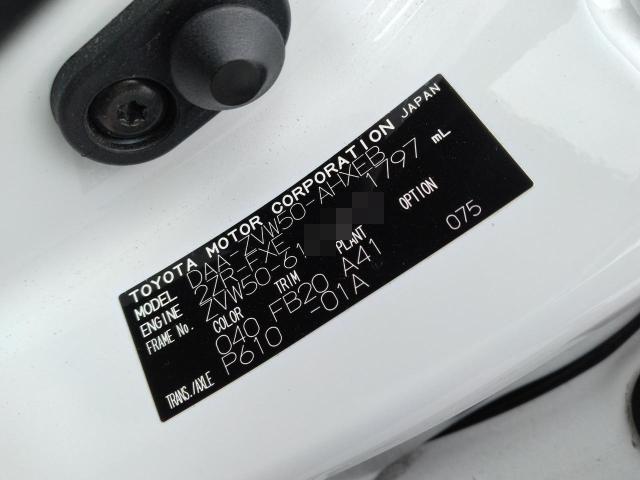 TOYOTA MOTOR CORPORATION JAPAN
MODEL DAA-ZVW50-AHXEB
ENGINE 2ZR-FXE 1797 mL
FRAME No. ZVW50-61
COLOR TRIM PLANT OPTION
040 FB20 A41 075
TRANS./AXLE P610 -01A